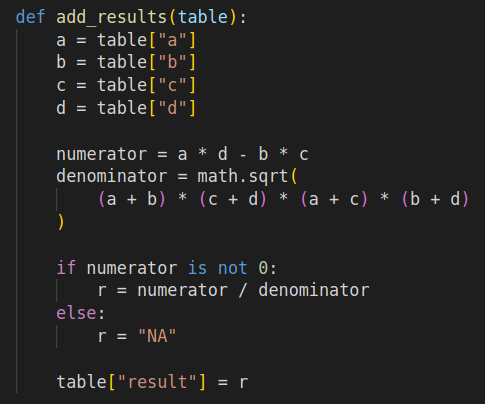 def add_results(table):
    a = table["a"]
    b = table["b"]
    c = table["c"]
    d = table["d"]

    numerator = a * d - b * c
    denominator = math.sqrt(
        (a + b) * (c + d) * (a + c) * (b + d)
    )

    if numerator is not 0:
        r = numerator / denominator
    else:
        r = "NA"

    table["result"] = r